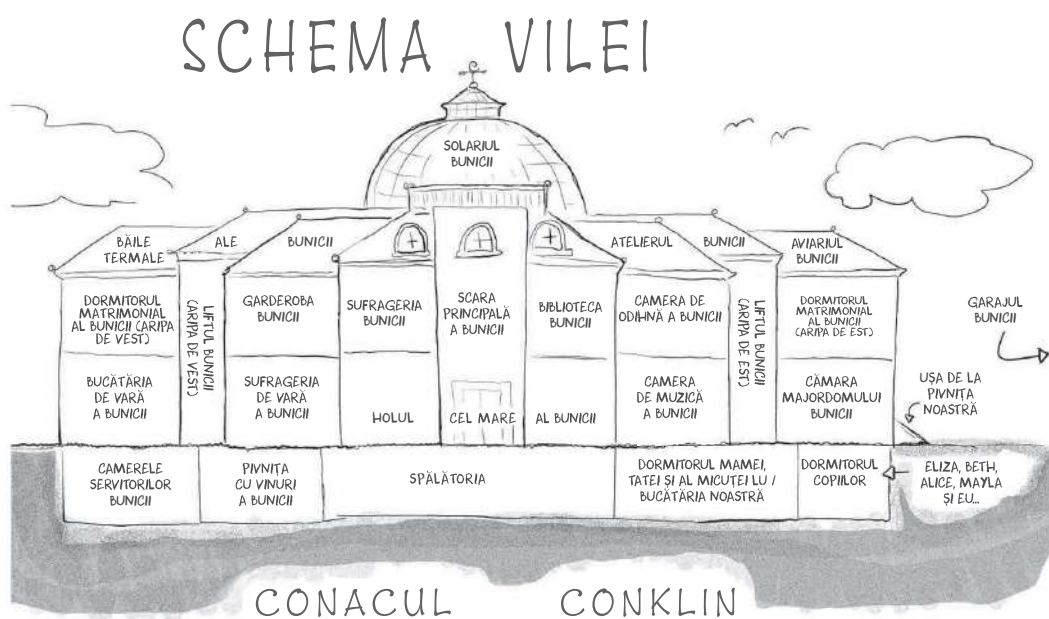 SCHEMA VILEI
SOLARIUL
BUNICII
BĂILE
TERMALE
ALE
BUNICII
ATELIERUL
BUNICII
AVIARIUL
BUNICII
DORMITORUL
MATRIMONIAL
AL BUNICII (ARIPA
DE VEST)
LIFTUL BUNICII
(ARIPA DE VEST)
GARDEROBA
BUNICII
SUFRAGERIA
BUNICII
SCARA
PRINCIPALĂ
A BUNICII
BIBLIOTECA
BUNICII
CAMERA DE
ODIHNĂ A BUNICII
LIFTUL BUNICII
(ARIPA DE EST)
DORMITORUL
MATRIMONIAL
AL BUNICII
(ARIPA DE EST)
GARAJUL
BUNICII
BUCĂTĂRIA
DE VARĂ
A BUNICII
SUFRAGERIA
DE VARĂ
A BUNICII
HOLUL
CEL MARE
AL BUNICII
CAMERA
DE MUZICĂ
A BUNICII
CĂMARA
MAJORDOMULUI
BUNICII
UȘA DE LA
PIVNIȚA
NOASTRĂ
CAMERELE
SERVITORILOR
BUNICII
PIVNIȚA
CU VINURI
A BUNICII
SPĂLĂTORIA
DORMITORUL MAMEI,
TATEI ȘI AL MICUȚEI LU /
BUCĂTĂRIA NOASTRĂ
DORMITORUL
COPIILOR
ELIZA, BETH,
ALICE, MAYLA
ȘI EU...
CONACUL CONKLIN